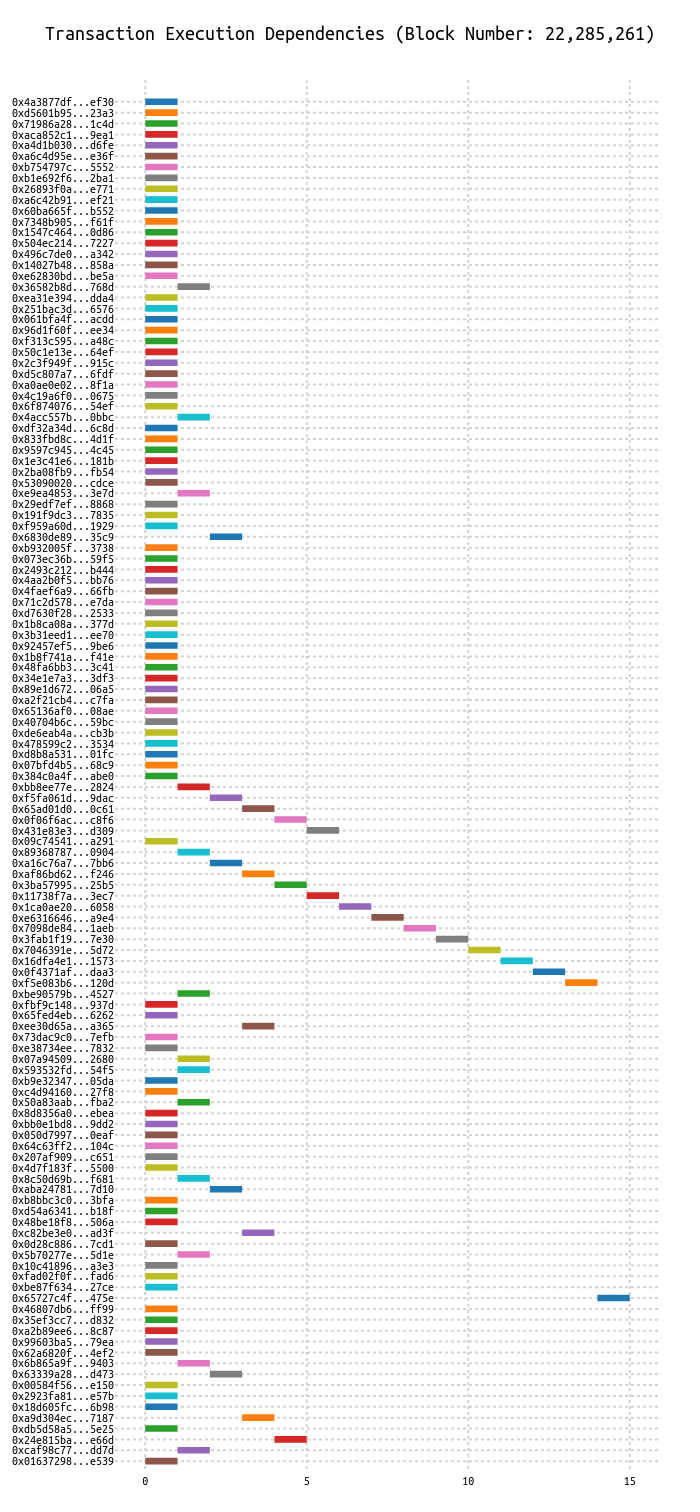 Transaction Execution Dependencies (Block Number: 22,285,261)
0x4a3877df...ef30
0xd5601b95...23a3
0x71986a28...1c4d
0xaca852c1...9ea1
0xa4d1b030...d6fe
0xa6c4d95e...e36f
0xb754797c...5552
0xb1e692f6...2ba1
0x26893f0a...e771
0xa6c42b91...ef21
0x60ba665f...b552
0x7348b905...f61f
0x1547c464...0d86
0x504ec214...7227
0x496c7de0...a342
0x14027b48...858a
0xe62830bd...be5a
0x36582b8d...768d
0xea31e394...dda4
0x251bac3d...6576
0x061bfa4f...acdd
0x96d1f60f...ee34
0xf313c595...a48c
0x50c1e13e...64ef
0x2c3f949f...915c
0xd5c807a7...6fdf
0xa0ae0e02...8f1a
0x4c19a6f0...0675
0x6f874076...54ef
0x4acc557b...0bbc
0xdf32a34d...6c8d
0x833fbd8c...4d1f
0x9597c945...4c45
0x1e3c41e6...181b
0x2ba08fb9...fb54
0x53090020...cdce
0xe9ea4853...3e7d
0x29edf7ef...8868
0x191f9dc3...7835
0xf959a60d...1929
0x6830de89...35c9
0xb932005f...3738
0x073ec36b...59f5
0x2493c212...b444
0x4aa2b0f5...bb76
0x4faef6a9...66fb
0x71c2d578...e7da
0xd7630f28...2533
0x1b8ca08a...377d
0x3b31eed1...ee70
0x92457ef5...9be6
0x1b8f741a...f41e
0x48fa6bb3...3c41
0x34e1e7a3...3df3
0x89e1d672...06a5
0xa2f21cb4...c7fa
0x65136af0...08ae
0x40704b6c...59bc
0xde6eab4a...cb3b
0x478599c2...3534
0xd8b8a531...01fc
0x07bfd4b5...68c9
0x384c0a4f...abe0
0xbb8ee77e...2824
0xf5fa061d...9dac
0x65ad01d0...0c61
0x0f06f6ac...c8f6
0x431e83e3...d309
0x09c74541...a291
0x89368787...0904
0xa16c76a7...7bb6
0xaf86bd62...f246
0x3ba57995...25b5
0x11738f7a...3ec7
0x1ca0ae20...6058
0xe6316646...a9e4
0x7098de84...1aeb
0x3fab1f19...7e30
0x7046391e...5d72
0x16dfa4e1...1573
0x0f4371af...daa3
0xf5e083b6...120d
0xbe90579b...4527
0xfbf9c148...937d
0x65fed4eb...6262
0xee30d65a...a365
0x73dac9c0...7efb
0xe38734ee...7832
0x07a94509...2680
0x593532fd...54f5
0xb9e32347...05da
0xc4d94160...27f8
0x50a83aab...fba2
0x8d8356a0...ebea
0xbb0e1bd8...9dd2
0x050d7997...0eaf
0x64c63ff2...104c
0x207af909...c651
0x4d7f183f...5500
0x8c50d69b...f681
0xaba24781...7d10
0xb8bbc3c0...3bfa
0xd54a6341...b18f
0x48be18f8...506a
0xc82be3e0...ad3f
0x0d28c886...7cd1
0x5b70277e...5d1e
0x10c41896...a3e3
0xfad02f0f...fad6
0xbe87f634...27ce
0x65727c4f...475e
0x46807db6...ff99
0x35ef3cc7...d832
0xa2b89ee6...8c87
0x99603ba5...79ea
0x62a6820f...4ef2
0x6b865a9f...9403
0x63339a28...d473
0x00584f56...e150
0x2923fa81...e57b
0x18d605fc...6b98
0xa9d304ec...7187
0xdb5d58a5...5e25
0x24e815ba...e66d
0xcaf98c77...dd7d
0x01637298...e539
0 5 10 15